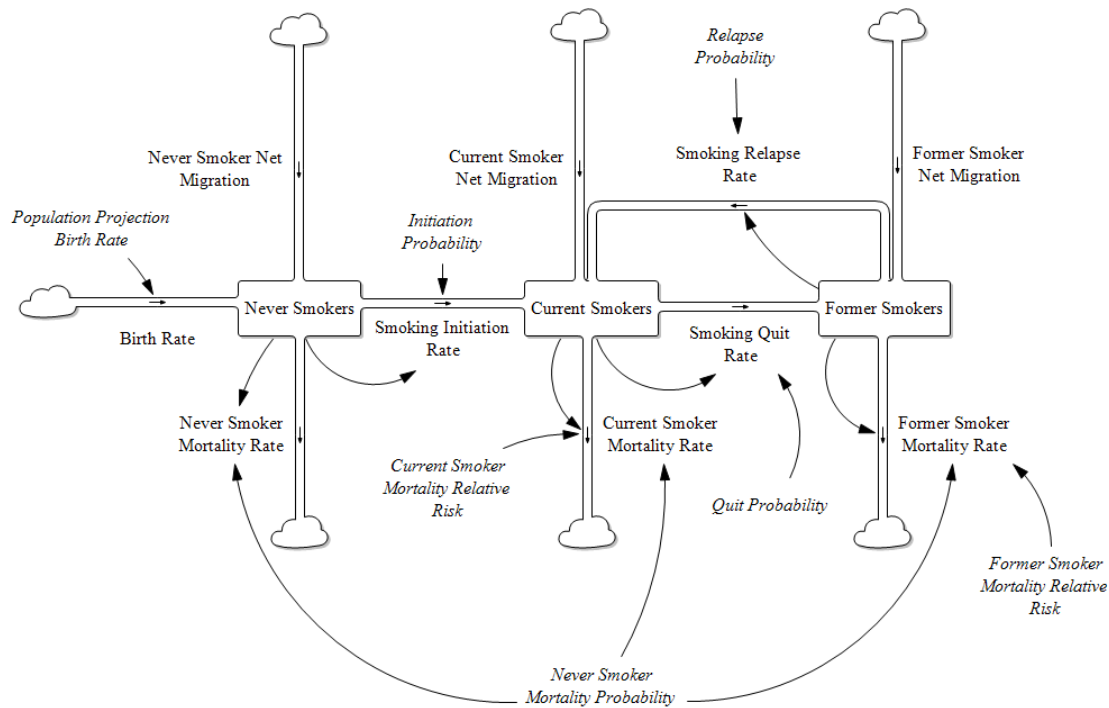 Relapse
Probability
Never Smoker Net
Migration
Current Smoker
Net Migration
Smoking Relapse
Rate
Former Smoker
Net Migration
Population Projection
Birth Rate
Initiation
Probability
Never Smokers
Current Smokers
Former Smokers
Birth Rate
Smoking Initiation
Rate
Smoking Quit
Rate
Never Smoker
Mortality Rate
Current Smoker
Mortality Rate
Former Smoker
Mortality Rate
Current Smoker
Mortality Relative
Risk
Quit Probability
Former Smoker
Mortality Relative
Risk
Never Smoker
Mortality Probability